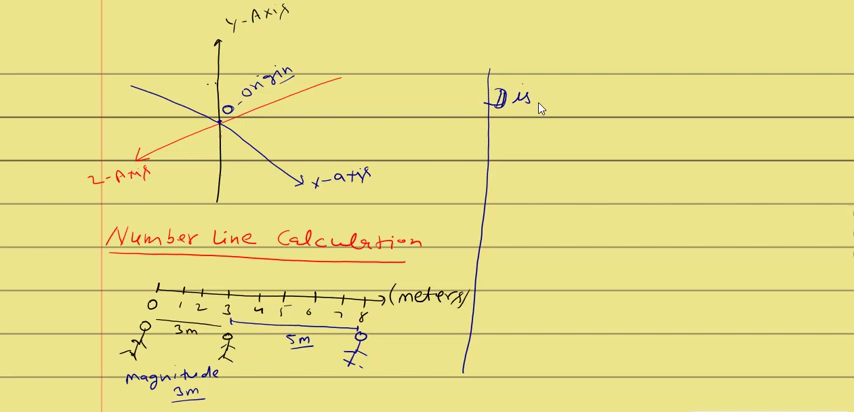 Y-Axis
O-origin
Dis
Z-Axis
X-axis
Number Line Calculation
(meters)
0 1 2 3 4 5 6 7 8
3m
5m
magnitude
3m